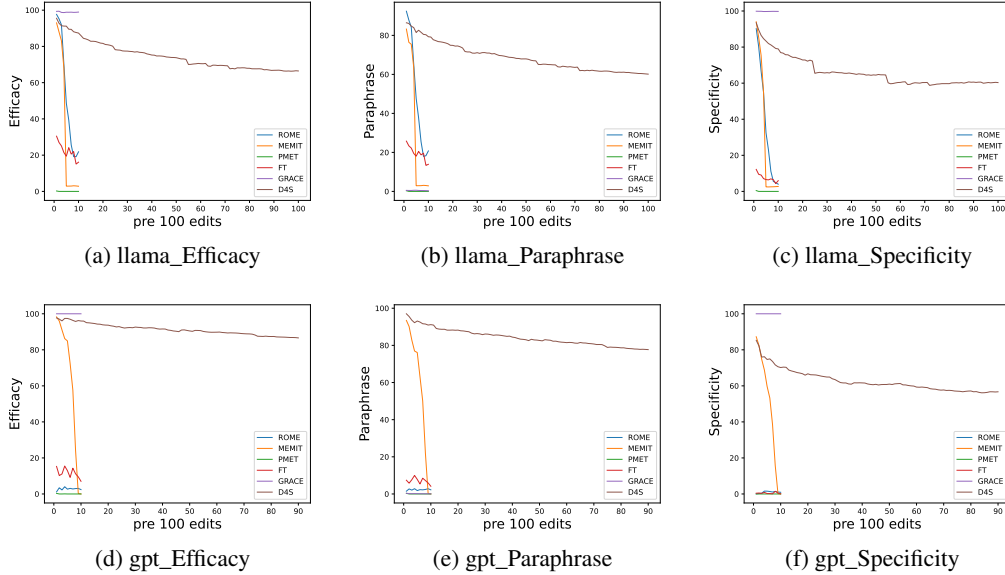 Efficacy
100
80
60
40
20
0
0 10 20 30 40 50 60 70 80 90 100
pre 100 edits
ROME
MEMIT
PMET
FT
GRACE
D4S
(a) llama_Efficacy
Paraphrase
80
60
40
20
0
0 10 20 30 40 50 60 70 80 90 100
pre 100 edits
ROME
MEMIT
PMET
FT
GRACE
D4S
(b) llama_Paraphrase
Specificity
100
80
60
40
20
0
0 10 20 30 40 50 60 70 80 90 100
pre 100 edits
ROME
MEMIT
PMET
FT
GRACE
D4S
(c) llama_Specificity
Efficacy
100
80
60
40
20
0
0 10 20 30 40 50 60 70 80 90
pre 100 edits
ROME
MEMIT
PMET
FT
GRACE
D4S
(d) gpt_Efficacy
Paraphrase
100
80
60
40
20
0
0 10 20 30 40 50 60 70 80 90
pre 100 edits
ROME
MEMIT
PMET
FT
GRACE
D4S
(e) gpt_Paraphrase
Specificity
100
80
60
40
20
0
0 10 20 30 40 50 60 70 80 90
pre 100 edits
ROME
MEMIT
PMET
FT
GRACE
D4S
(f) gpt_Specificity